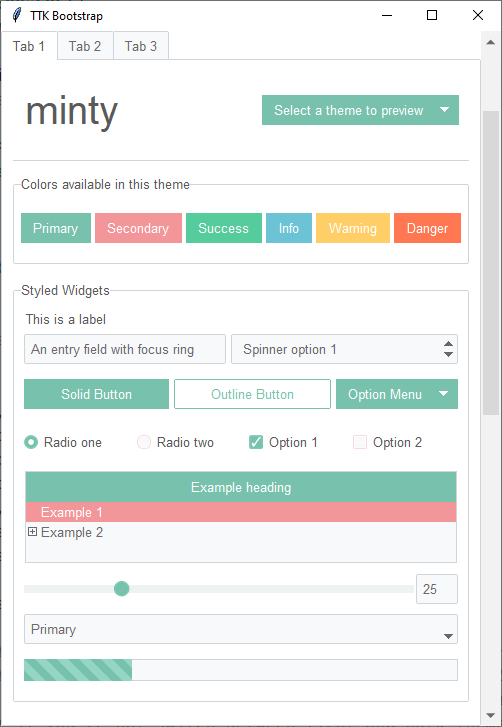 TTK Bootstrap
Tab 1 Tab 2 Tab 3
minty
Select a theme to preview
Colors available in this theme
Primary Secondary Success Info Warning Danger
Styled Widgets
This is a label
An entry field with focus ring Spinner option 1
Solid Button Outline Button Option Menu
Radio one Radio two Option 1 Option 2
Example heading
Example 1
Example 2
25
Primary